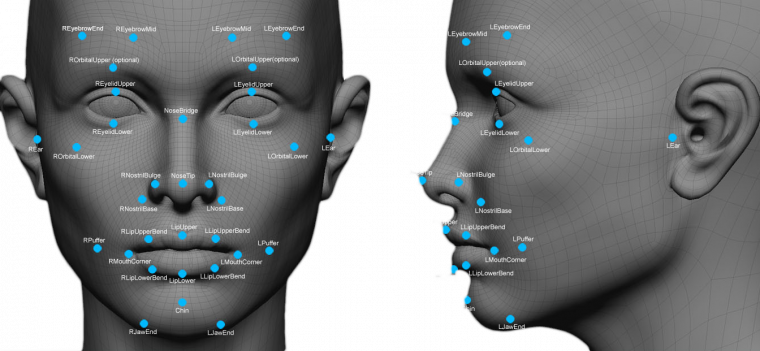 REyebrowEnd
REyebrowMid
LEyebrowMid
LEyebrowEnd
ROrbitalUpper (optional)
LOrbitalUpper(optional)
REyelidUpper
LEyelidUpper
NoseBridge
REyelidLower
LEyelidLower
REar
ROrbitalLower
LOrbitalLower
LEar
RNostrilBulge
NoseTip
LNostrilBulge
RNostrilBase
LNostrilBase
LipUpper
RLipUpperBend
LLipUpperBend
RPuffer
LPuffer
RMouthCorner
LMouthCorner
RLipLowerBend
LipLower
LLipLowerBend
Chin
RJawEnd
LJawEnd
LEyebrowMid
LEyebrowEnd
LOrbitalUpper(optional)
LEyelidUpper
Bridge
LEyelidLower
LOrbitalLower
LEar
LNostrilBulge
LNostrilBase
LLipUpperBend
LPuffer
LMouthCorner
LLipLowerBend
Chin
LJawEnd